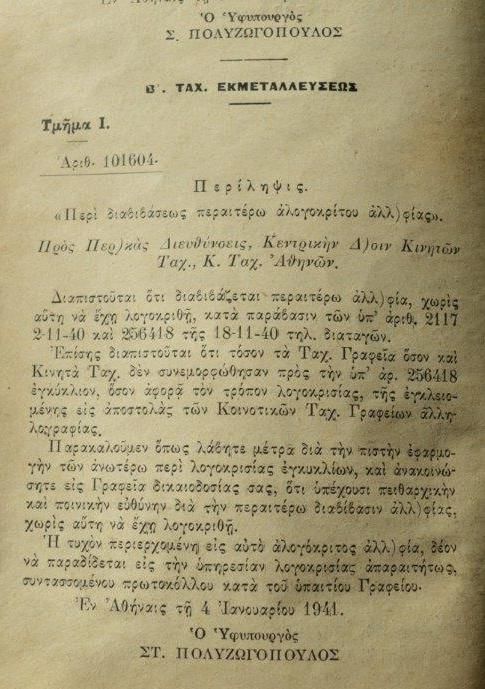 Ὁ Ὑφυπουργὸς
Σ. ΠΟΛΥΖΩΓΟΠΟΥΛΟΣ
Β΄. ΤΑΧ. ΕΚΜΕΤΑΛΛΕΥΣΕΩΣ
Τμῆμα Ι.
Ἀριθ. 101604.
Περίληψις.
«Περὶ διαβιβάσεως περαιτέρω ἀλογοκρίτου ἀλλ)φίας».
Πρὸς Περ)κὰς Διευθύνσεις, Κεντρικὴν Δ)σιν Κινητῶν
Ταχ., Κ. Ταχ. Ἀθηνῶν.
Διαπιστοῦται ὅτι διαβιβάζεται περαιτέρω ἀλλ)φία, χωρὶς
αὕτη νὰ ἔχῃ λογοκριθῆ, κατὰ παράβασιν τῶν ὑπ' ἀριθ. 2117
2-11-40 καὶ 256418 τῆς 18-11-40 τηλ. διαταγῶν.
Ἐπίσης διαπιστοῦται ὅτι τόσον τὰ Ταχ. Γραφεῖα ὅσον καὶ
Κινητὰ Ταχ. δὲν συνεμορφώθησαν πρὸς τὴν ὑπ' ἀρ. 256418
ἐγκύκλιον, ὅσον ἀφορᾷ τὸν τρόπον λογοκρισίας, τῆς ἐγκλειο-
μένης εἰς ἀποστολὰς τῶν Κοινοτικῶν Ταχ. Γραφείων ἀλλη-
λογραφίας.
Παρακαλοῦμεν ὅπως λάβητε μέτρα διὰ τὴν πιστὴν ἐφαρμο-
γὴν τῶν ἀνωτέρω περὶ λογοκρισίας ἐγκυκλίων, καὶ ἀνακοινώ-
σητε εἰς Γραφεῖα δικαιοδοσίας σας, ὅτι ὑπέχουσι πειθαρχικὴν
καὶ ποινικὴν εὐθύνην διὰ τὴν περαιτέρω διαβίβασιν ἀλλ)φίας,
χωρὶς αὕτη νὰ ἔχῃ λογοκριθῆ.
Ἡ τυχὸν περιερχομένη εἰς αὐτὸ ἀλογόκριτος ἀλλ)φία, δέον
νὰ παραδίδεται εἰς τὴν ὑπηρεσίαν λογοκρισίας ἀπαραιτήτως,
συντασσομένου πρωτοκόλλου κατὰ τοῦ ὑπαιτίου Γραφείου.
Ἐν Ἀθήναις τῇ 4 Ἰανουαρίου 1941.
Ὁ Ὑφυπουργὸς
ΣΤ. ΠΟΛΥΖΩΓΟΠΟΥΛΟΣ